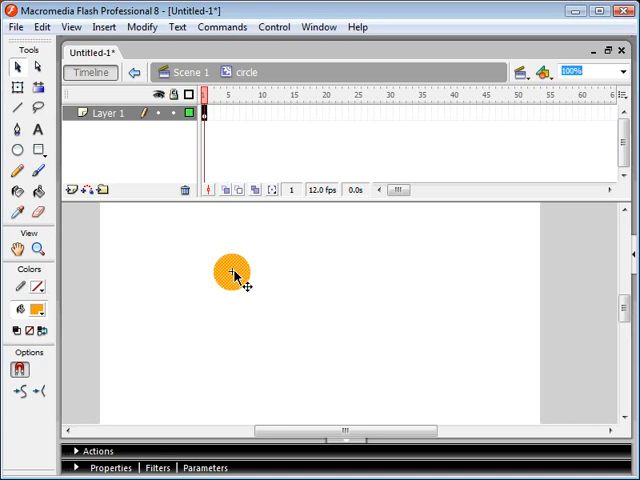 Macromedia Flash Professional 8 - [Untitled-1*]
File Edit View Insert Modify Text Commands Control Window Help
Tools
Untitled-1*
Timeline Scene 1 circle 100%
1 5 10 15 20 25 30 35 40 45 50 55 60 6
Layer 1
1 12.0 fps 0.0s
View
Colors
Options
Actions
Properties Filters Parameters